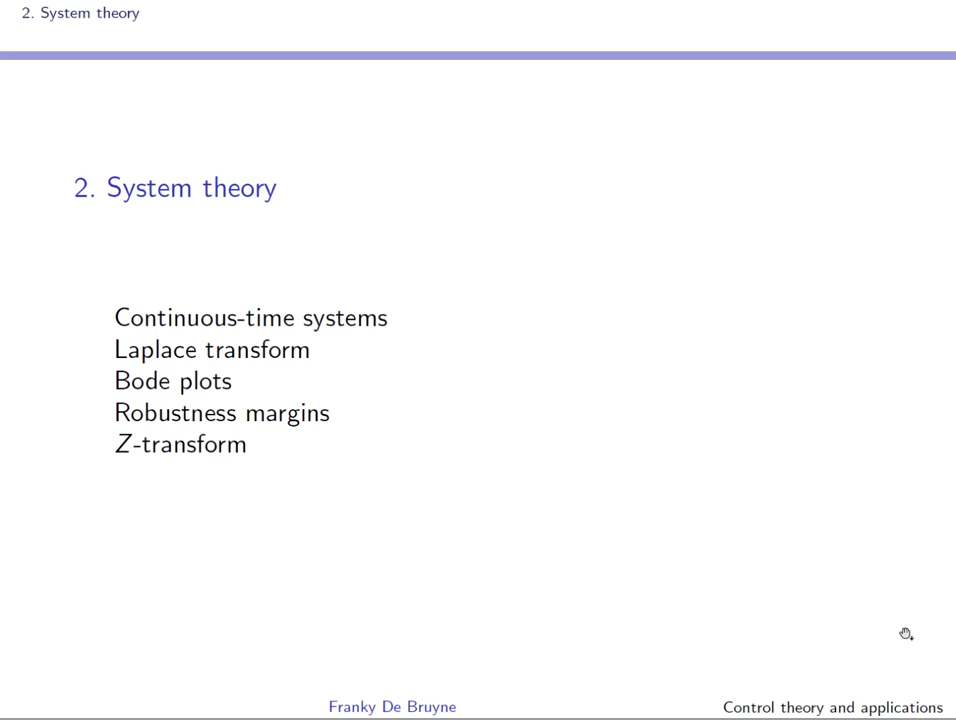 2. System theory
2. System theory
Continuous-time systems
Laplace transform
Bode plots
Robustness margins
Z-transform
Franky De Bruyne
Control theory and applications